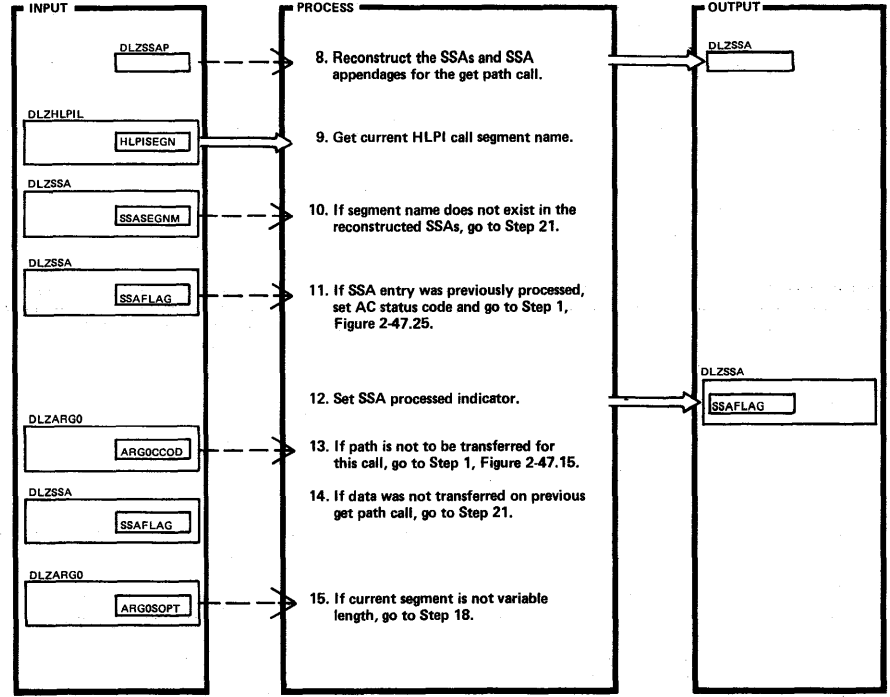 INPUT
PROCESS
OUTPUT
DLZSSAP
8. Reconstruct the SSAs and SSA
appendages for the get path call.
DLZSSA
DLZHLPIL
HLPISEGN
9. Get current HLPI call segment name.
DLZSSA
SSASEGNM
10. If segment name does not exist in the
reconstructed SSAs, go to Step 21.
DLZSSA
SSAFLAG
11. If SSA entry was previously processed,
set AC status code and go to Step 1,
Figure 2-47.25.
12. Set SSA processed indicator.
DLZSSA
SSAFLAG
DLZARG0
ARG0CCOD
13. If path is not to be transferred for
this call, go to Step 1, Figure 2-47.15.
DLZSSA
SSAFLAG
14. If data was not transferred on previous
get path call, go to Step 21.
DLZARG0
ARG0SOPT
15. If current segment is not variable
length, go to Step 18.